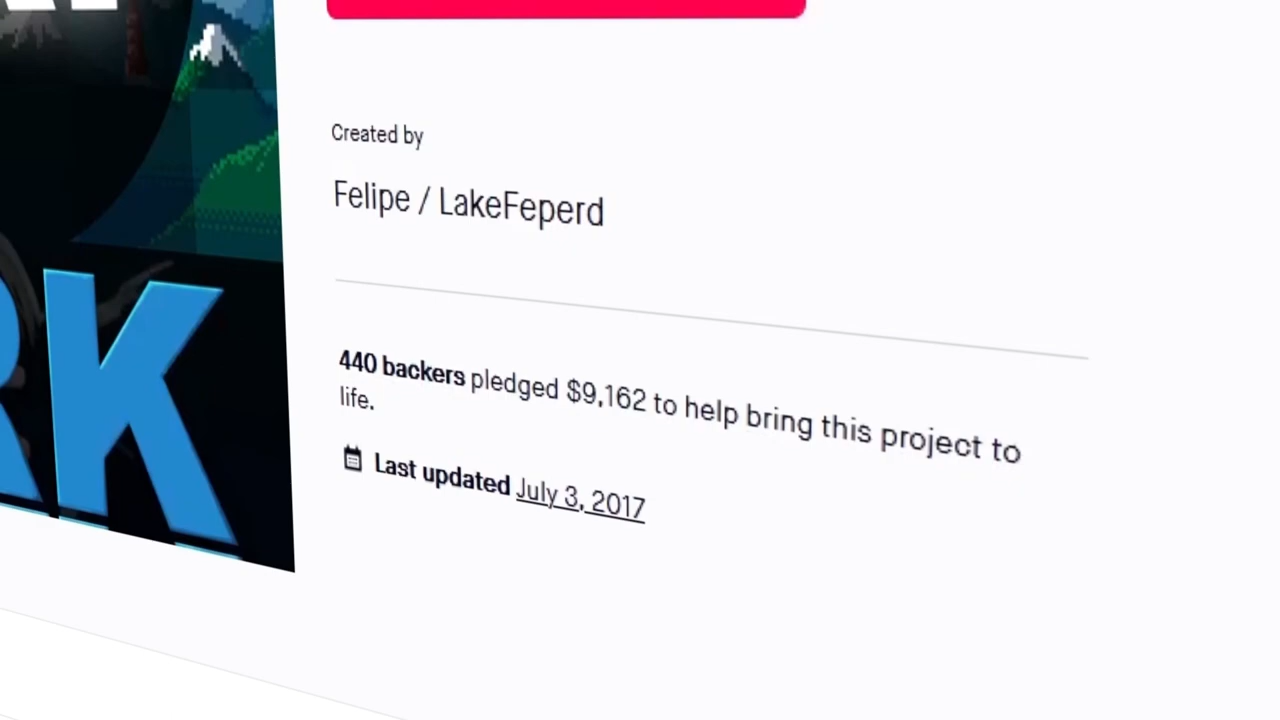 Created by
Felipe / LakeFeperd
RK
440 backers pledged $9,162 to help bring this project to
life.
Last updated July 3, 2017